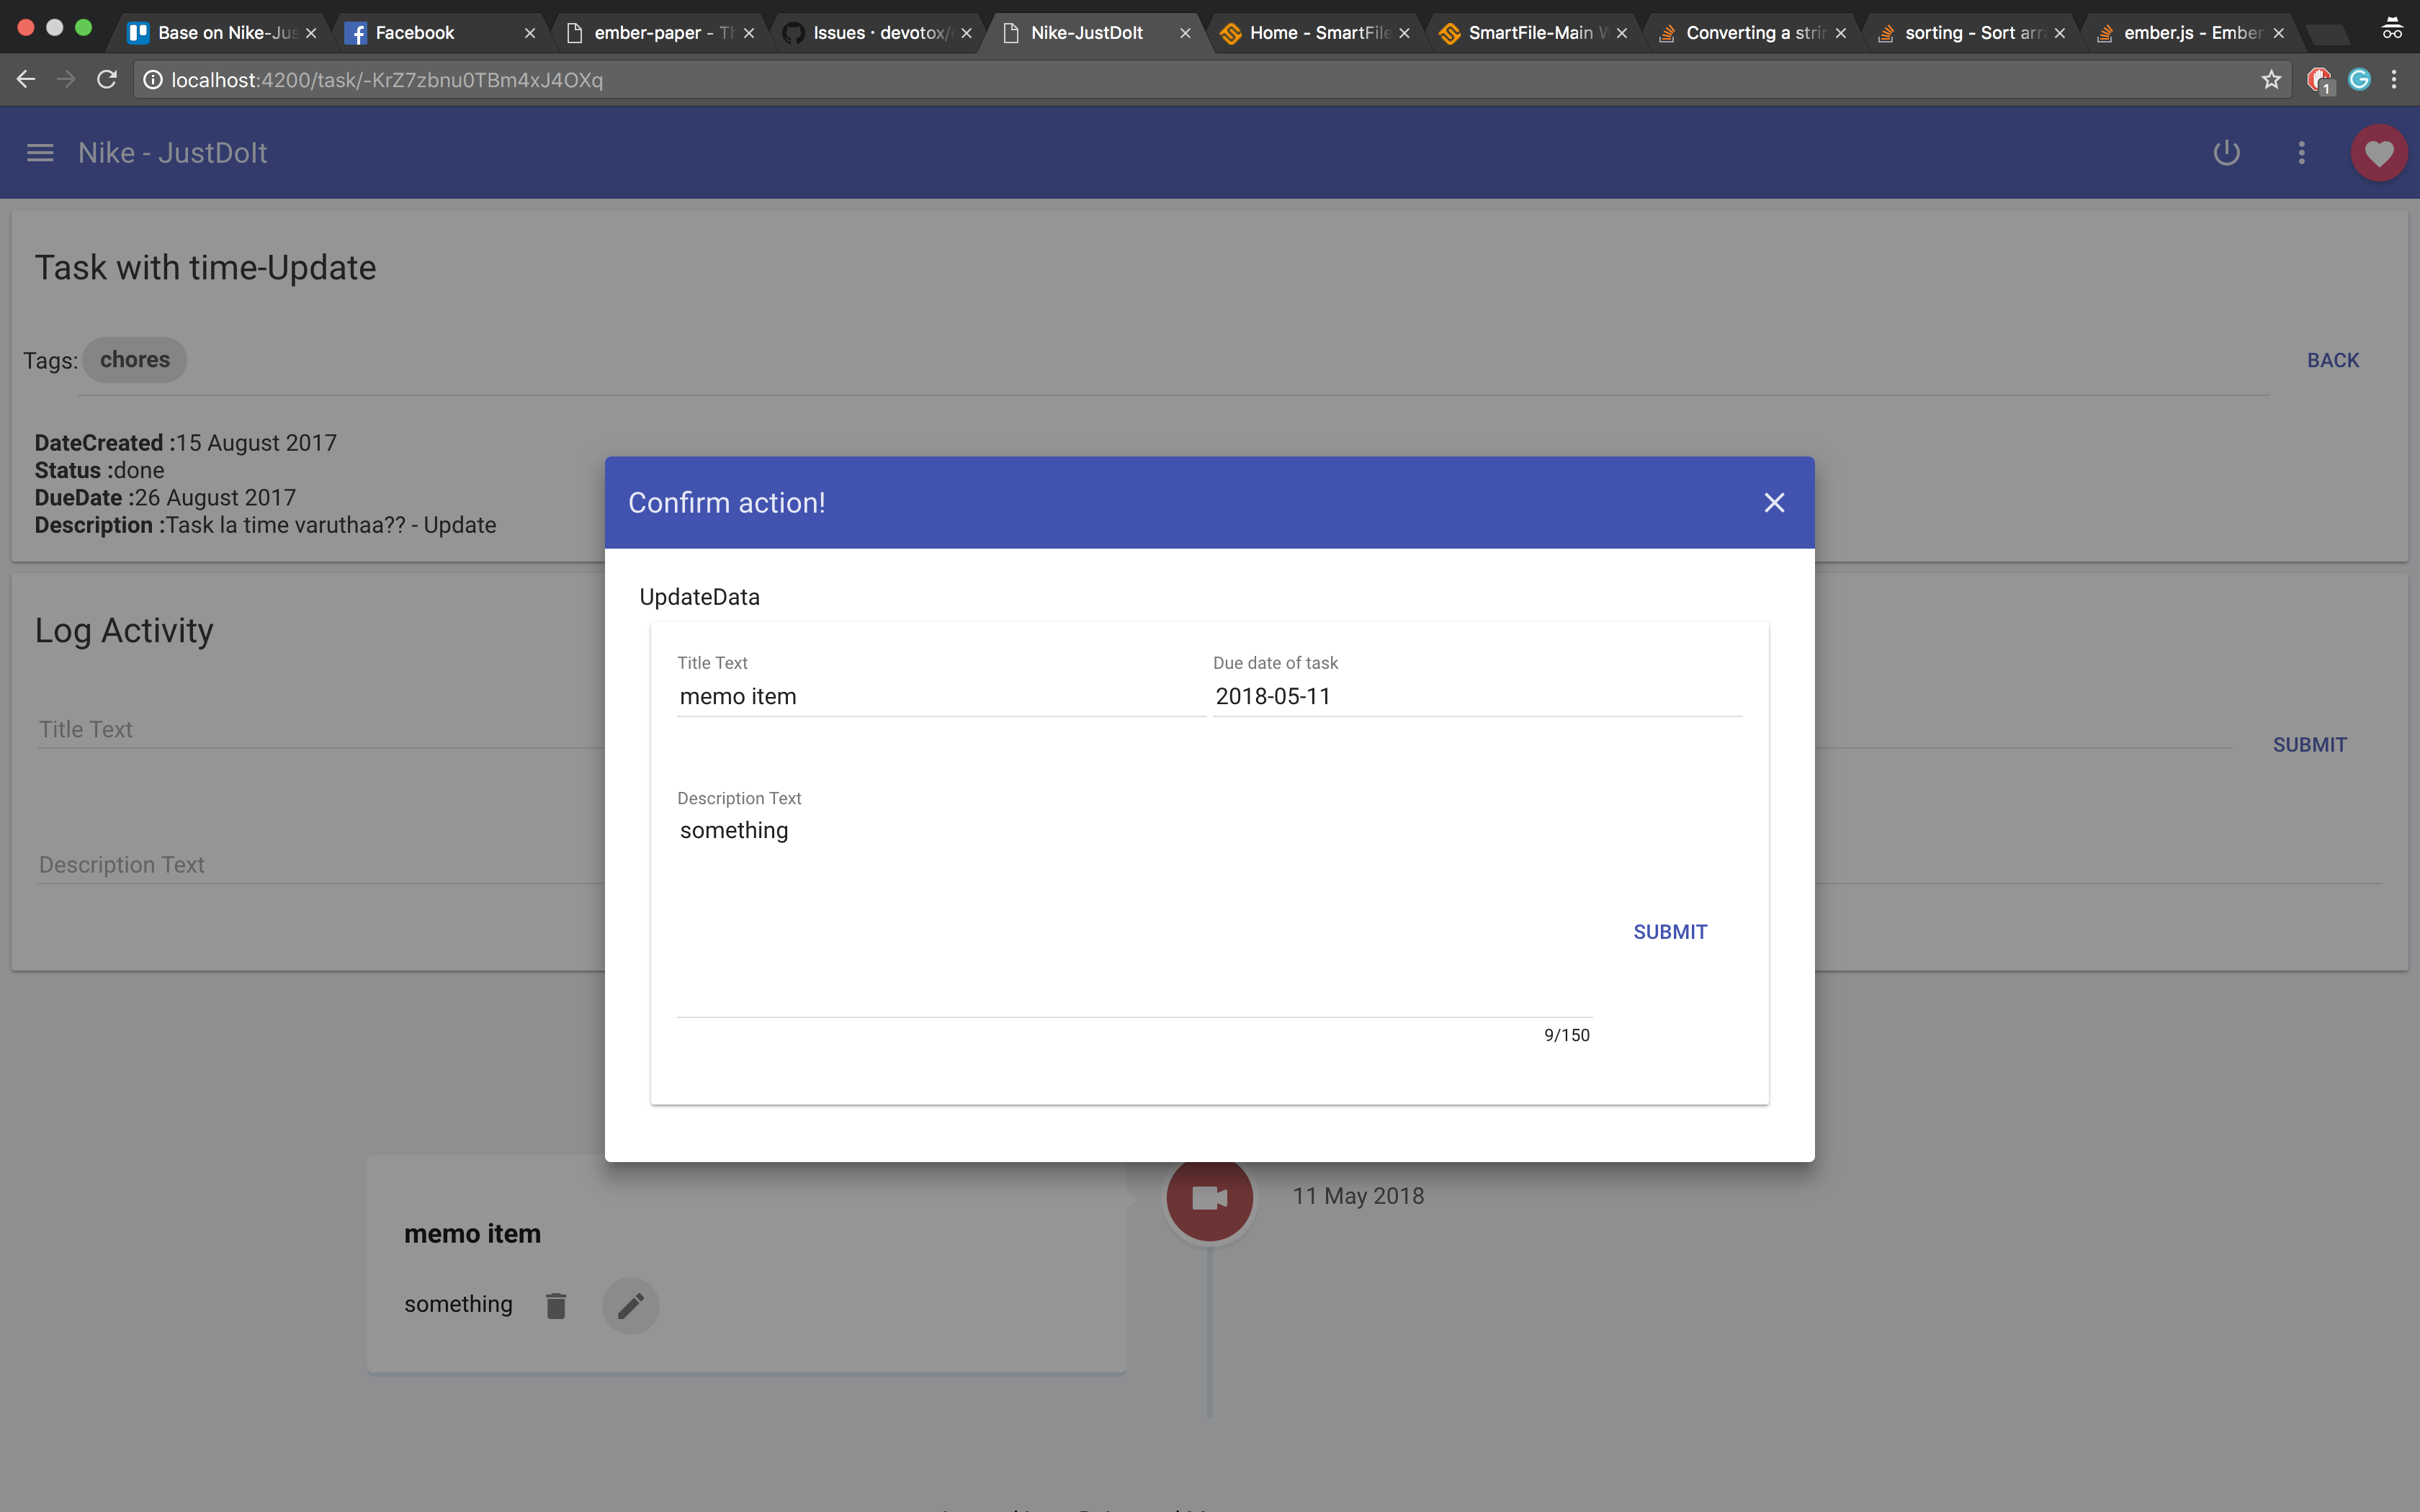 Base on Nike-Jus
Facebook
ember-paper - Th
Issues · devotox/
Nike-JustDoIt
Home - SmartFile
SmartFile-Main W
Converting a strin
sorting - Sort arr
ember.js - Ember
localhost:4200/task/-KrZ7zbnu0TBm4xJ4OXq
1
Nike - JustDoIt
Task with time-Update
Tags: chores
BACK
DateCreated :15 August 2017
Status :done
DueDate :26 August 2017
Description :Task la time varuthaa?? - Update
Confirm action!
UpdateData
Title Text
Due date of task
memo item
2018-05-11
Description Text
something
SUBMIT
9/150
Log Activity
Title Text
SUBMIT
Description Text
11 May 2018
memo item
something